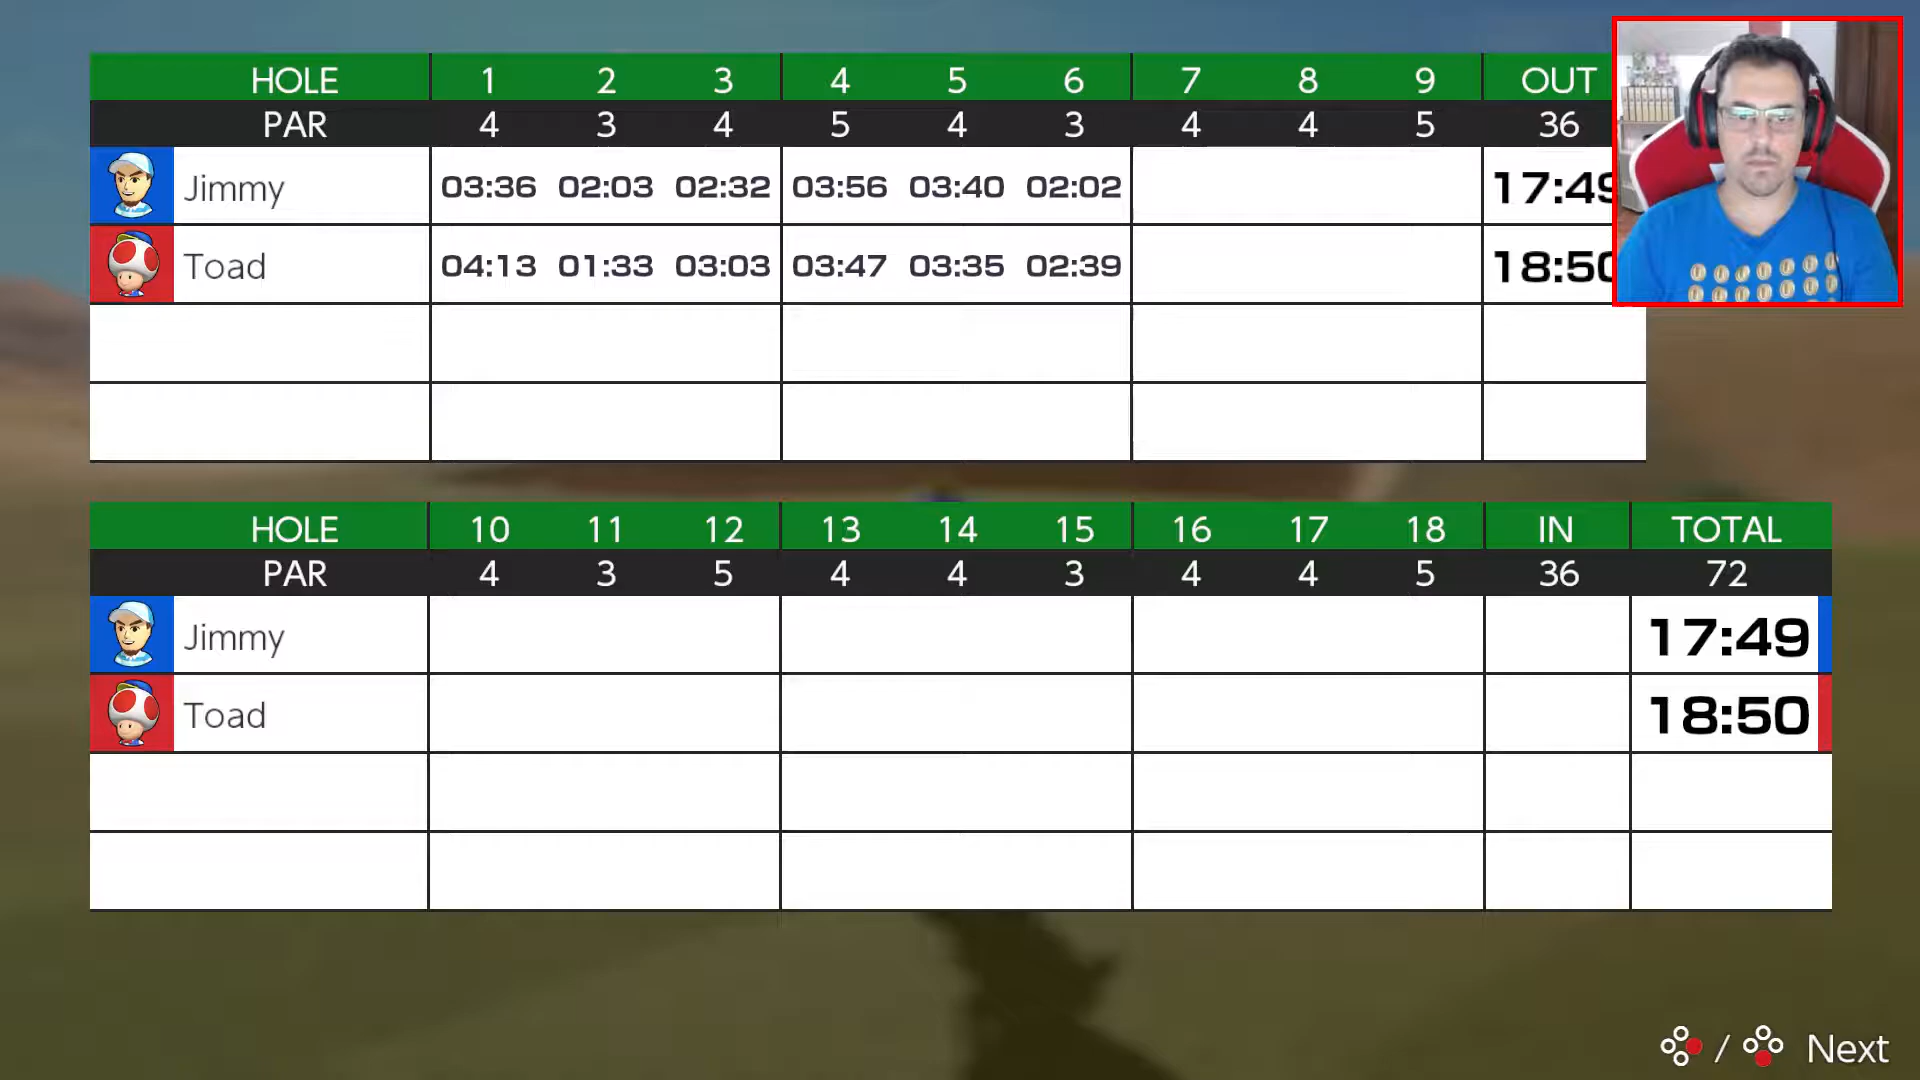 HOLE 1 2 3 4 5 6 7 8 9 OUT
PAR 4 3 4 5 4 3 4 4 5 36
Jimmy 03:36 02:03 02:32 03:56 03:40 02:02 17:49
Toad 04:13 01:33 03:03 03:47 03:35 02:39 18:50
HOLE 10 11 12 13 14 15 16 17 18 IN TOTAL
PAR 4 3 5 4 4 3 4 4 5 36 72
Jimmy 17:49
Toad 18:50
/ Next